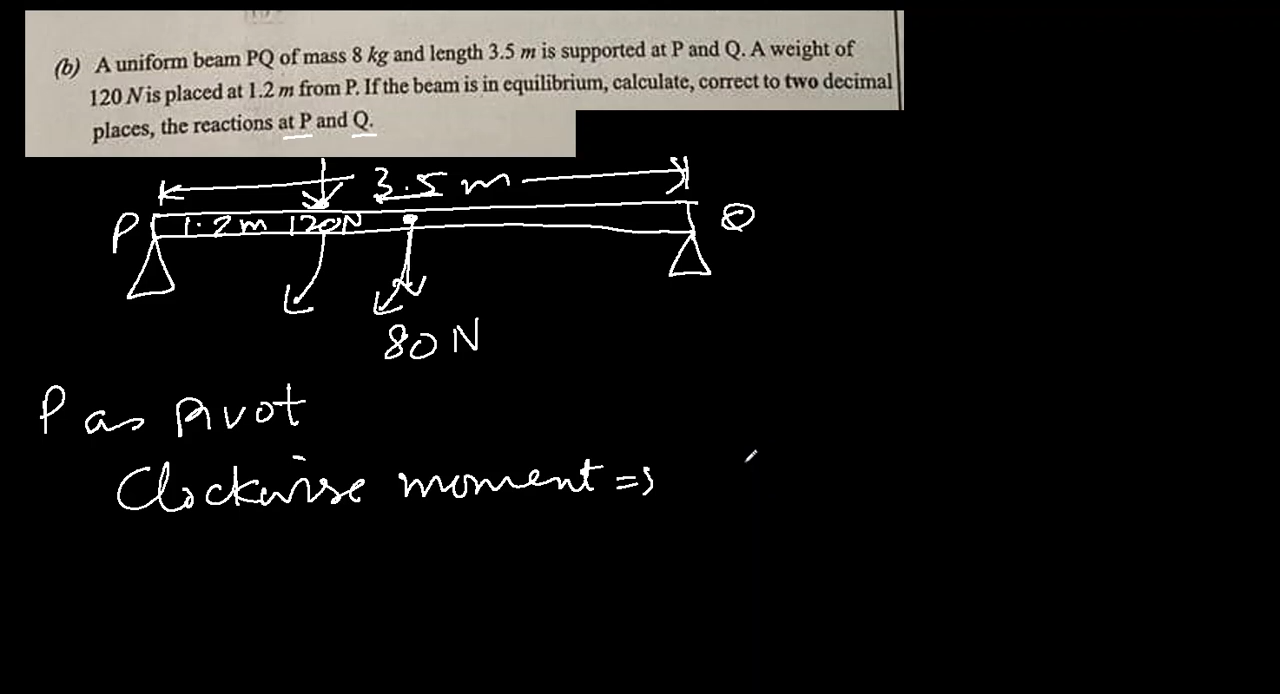 (b) A uniform beam PQ of mass 8 kg and length 3.5 m is supported at P and Q. A weight of
120 N is placed at 1.2 m from P. If the beam is in equilibrium, calculate, correct to two decimal
places, the reactions at P and Q.
3.5 m
P 1.2m 120N Q
80 N
P as Pivot
Clockwise moment =>